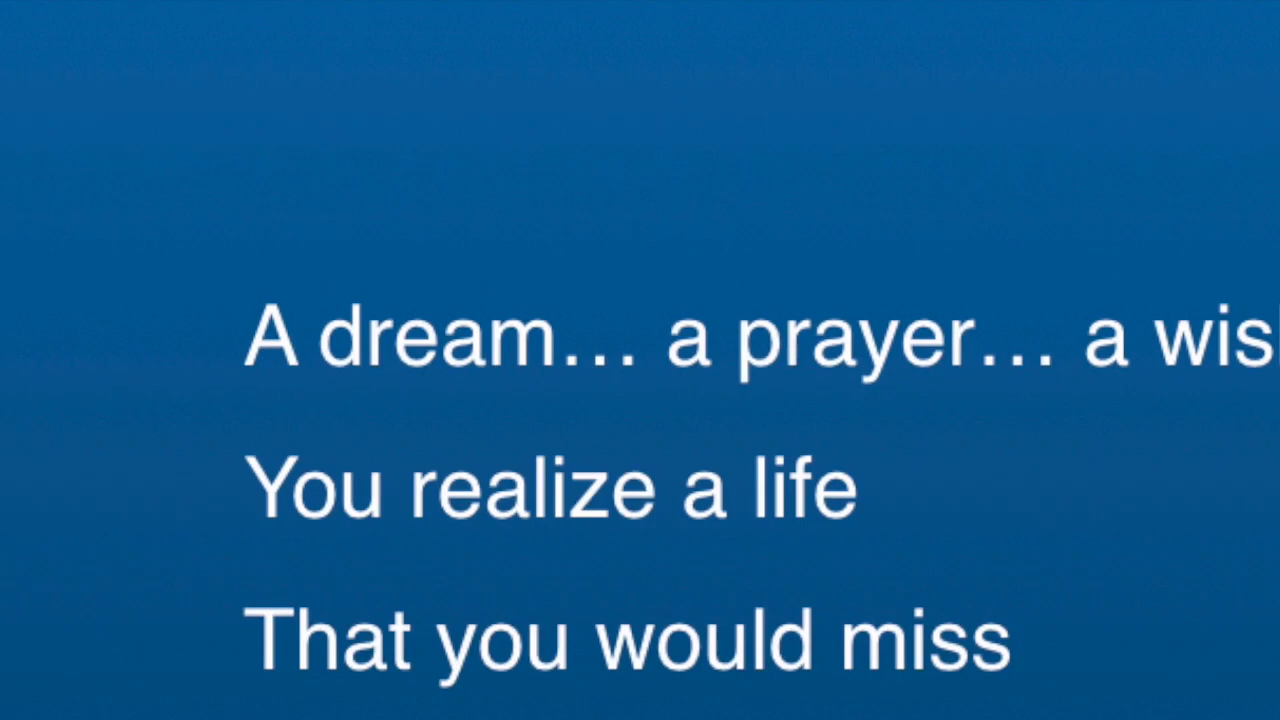 A dream… a prayer… a wis
You realize a life
That you would miss